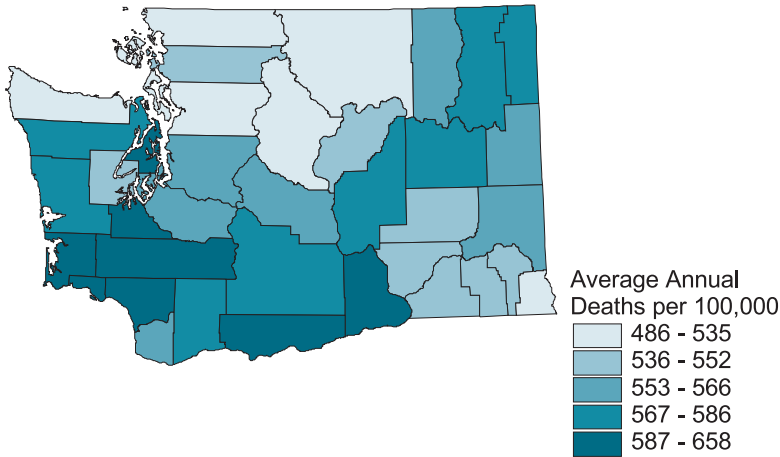 Average Annual
Deaths per 100,000
486 - 535
536 - 552
553 - 566
567 - 586
587 - 658